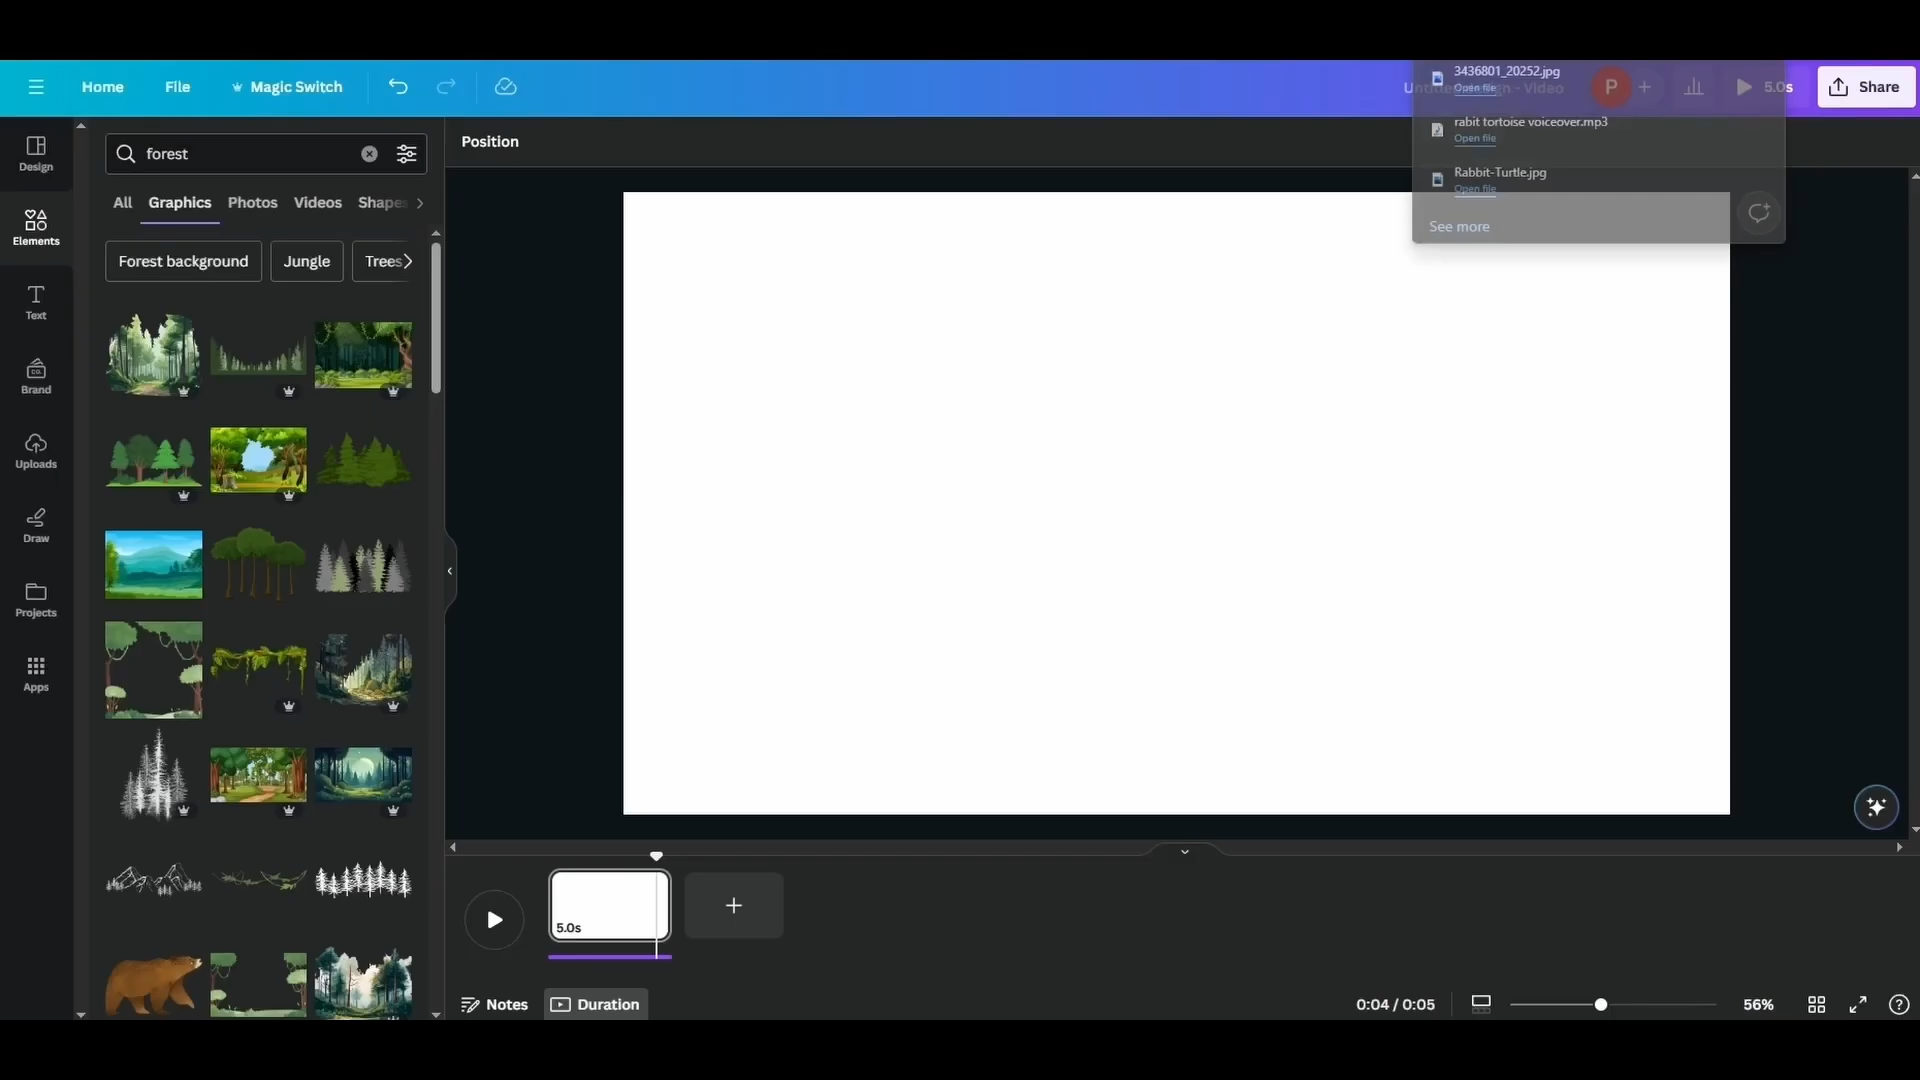 Home
File
Magic Switch
3436801_20252.jpg
Open file
- Video
P
5.0s
Share
rabit tortoise voiceover.mp3
Open file
Rabbit-Turtle.jpg
Open file
See more
Design
Elements
Text
Brand
Uploads
Draw
Projects
Apps
forest
All
Graphics
Photos
Videos
Shapes
Forest background
Jungle
Trees
Position
5.0s
Notes
Duration
0:04 / 0:05
56%